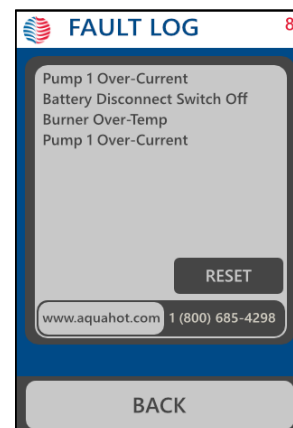 FAULT LOG 8
Pump 1 Over-Current
Battery Disconnect Switch Off
Burner Over-Temp
Pump 1 Over-Current
RESET
www.aquahot.com 1 (800) 685-4298
BACK